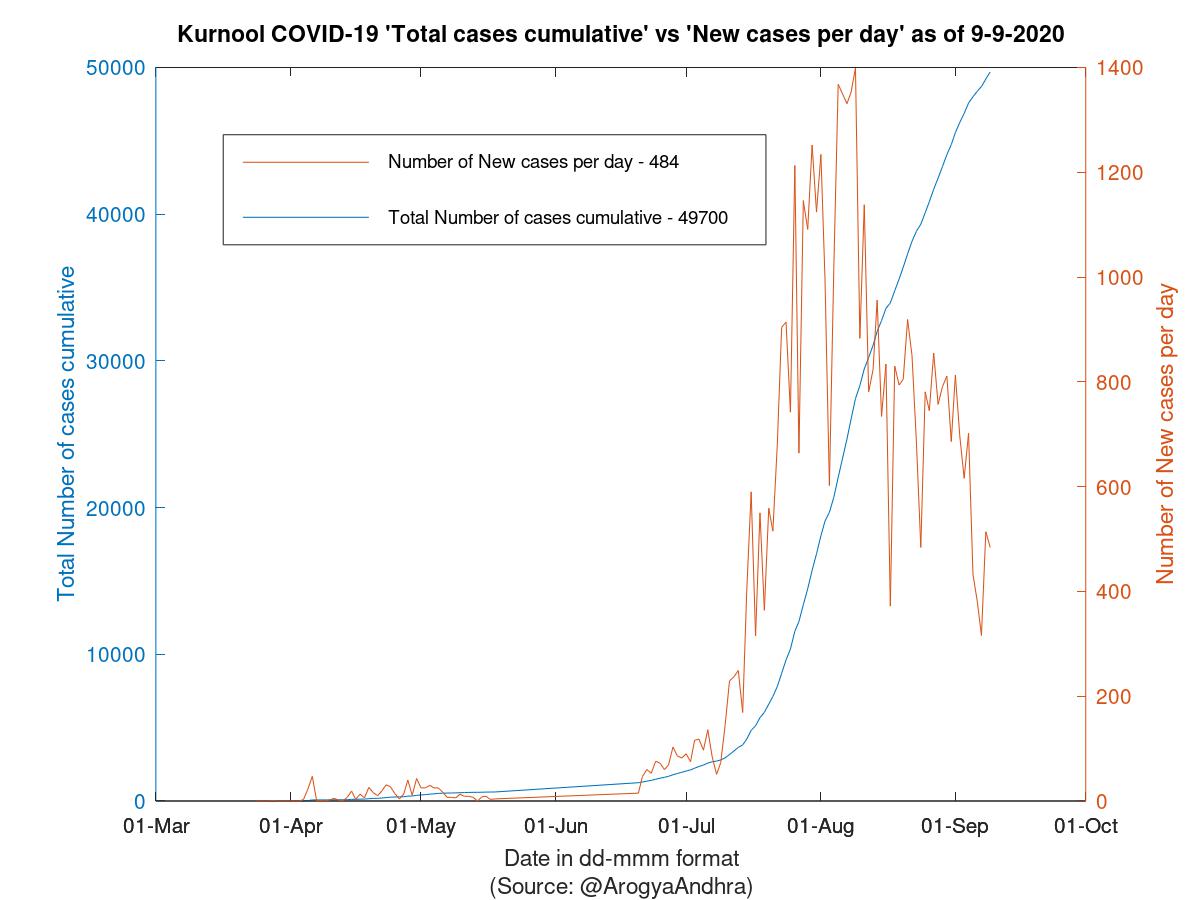 Kurnool COVID-19 'Total cases cumulative' vs 'New cases per day' as of 9-9-2020
50000
40000
30000
20000
10000
0
Total Number of cases cumulative
Number of New cases per day - 484
Total Number of cases cumulative - 49700
1400
1200
1000
800
600
400
200
0
Number of New cases per day
01-Mar 01-Apr 01-May 01-Jun 01-Jul 01-Aug 01-Sep 01-Oct
Date in dd-mmm format
(Source: @ArogyaAndhra)